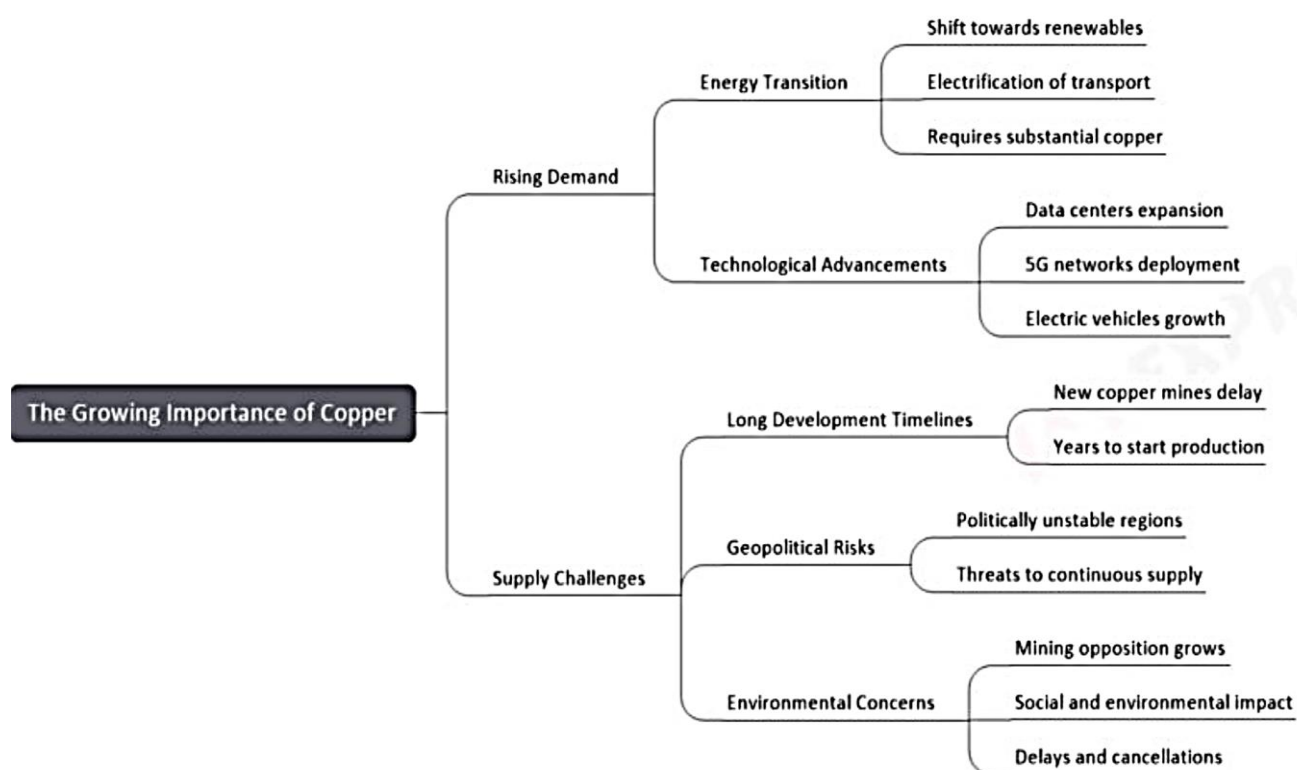 Shift towards renewables
Energy Transition
Electrification of transport
Requires substantial copper
Rising Demand
Data centers expansion
Technological Advancements
5G networks deployment
Electric vehicles growth
The Growing Importance of Copper
New copper mines delay
Long Development Timelines
Years to start production
Politically unstable regions
Geopolitical Risks
Threats to continuous supply
Supply Challenges
Mining opposition grows
Environmental Concerns
Social and environmental impact
Delays and cancellations